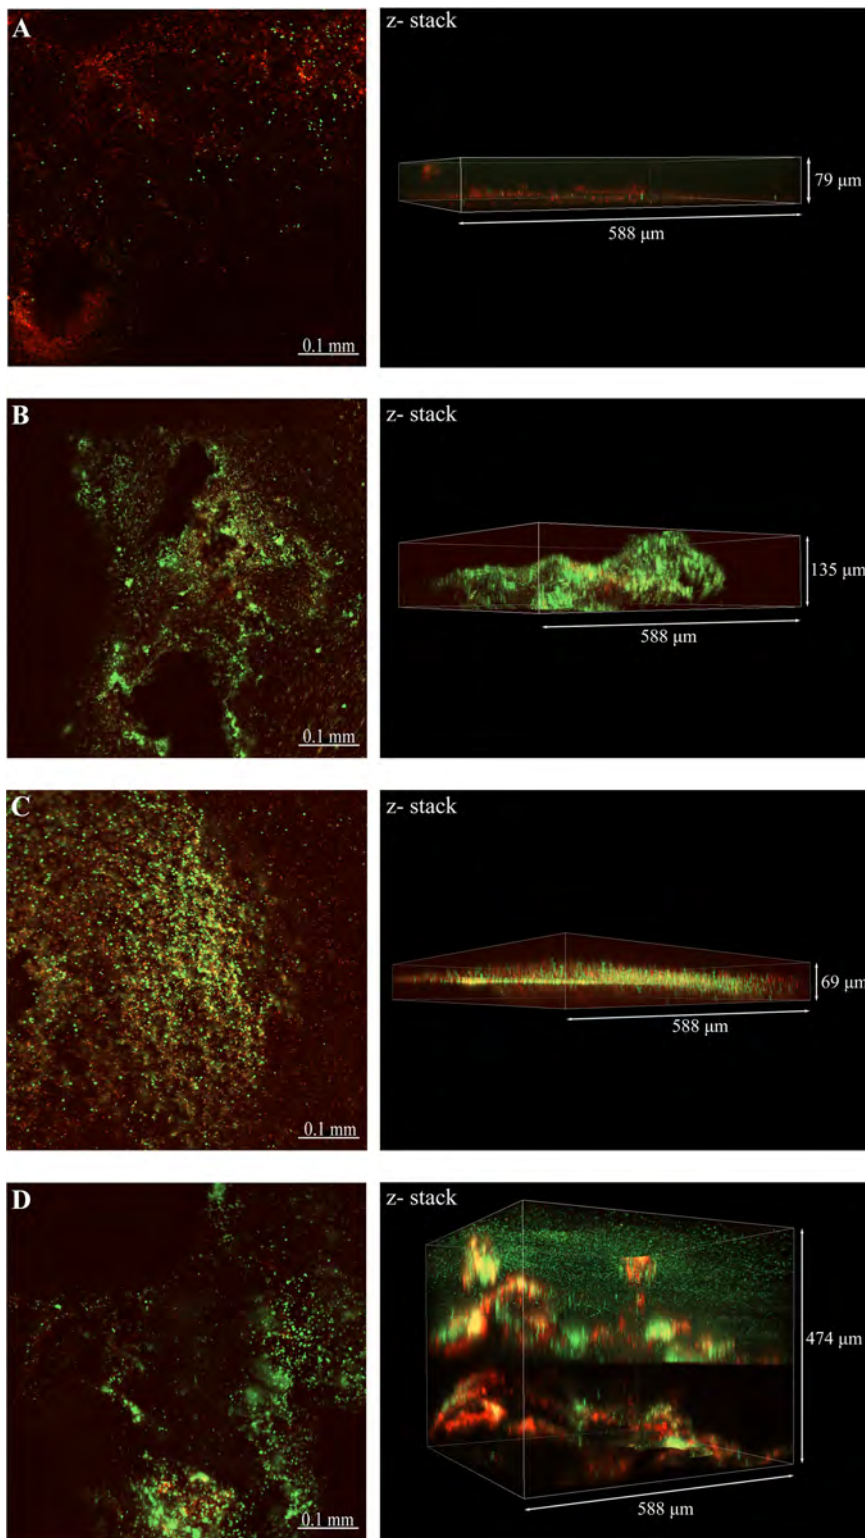 A
z- stack
0.1 mm
79 μm
588 μm
B
z- stack
0.1 mm
135 μm
588 μm
C
z- stack
0.1 mm
69 μm
588 μm
D
z- stack
0.1 mm
474 μm
588 μm